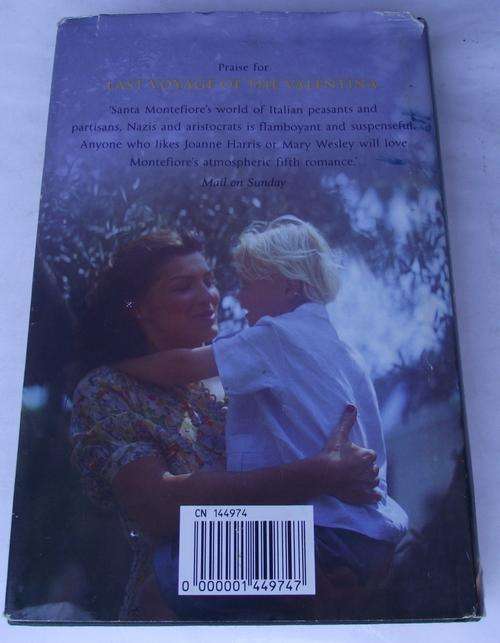 Praise for
LAST VOYAGE OF THE VALENTINA
'Santa Montefiore's world of Italian peasants and
partisans, Nazis and aristocrats is flamboyant and suspenseful.
Anyone who likes Joanne Harris or Mary Wesley will love
Montefiore's atmospheric fifth romance.'
Mail on Sunday
CN 144974
0 000001 449747